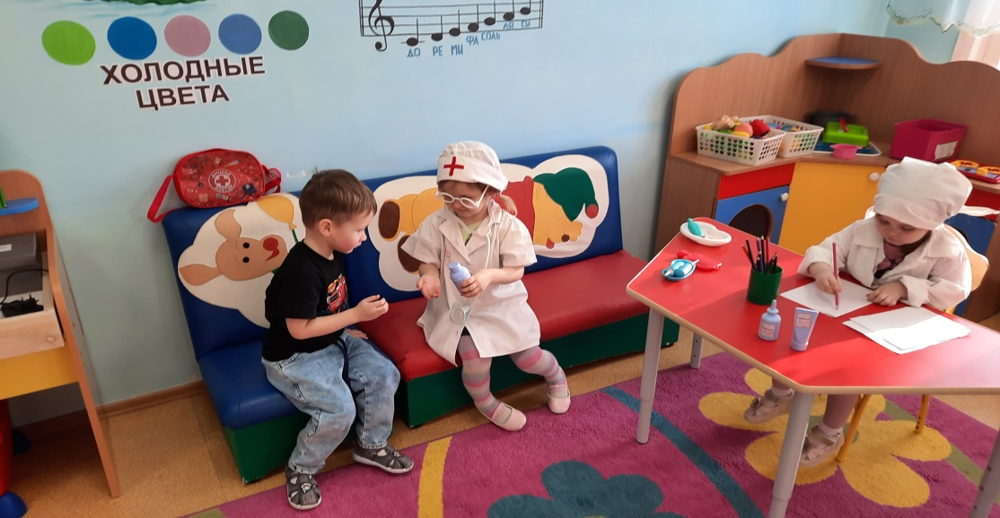 ХОЛОДНЫЕ
ЦВЕТА
ДО РЕ МИ ФА СОЛЬ ЛЯ СИ